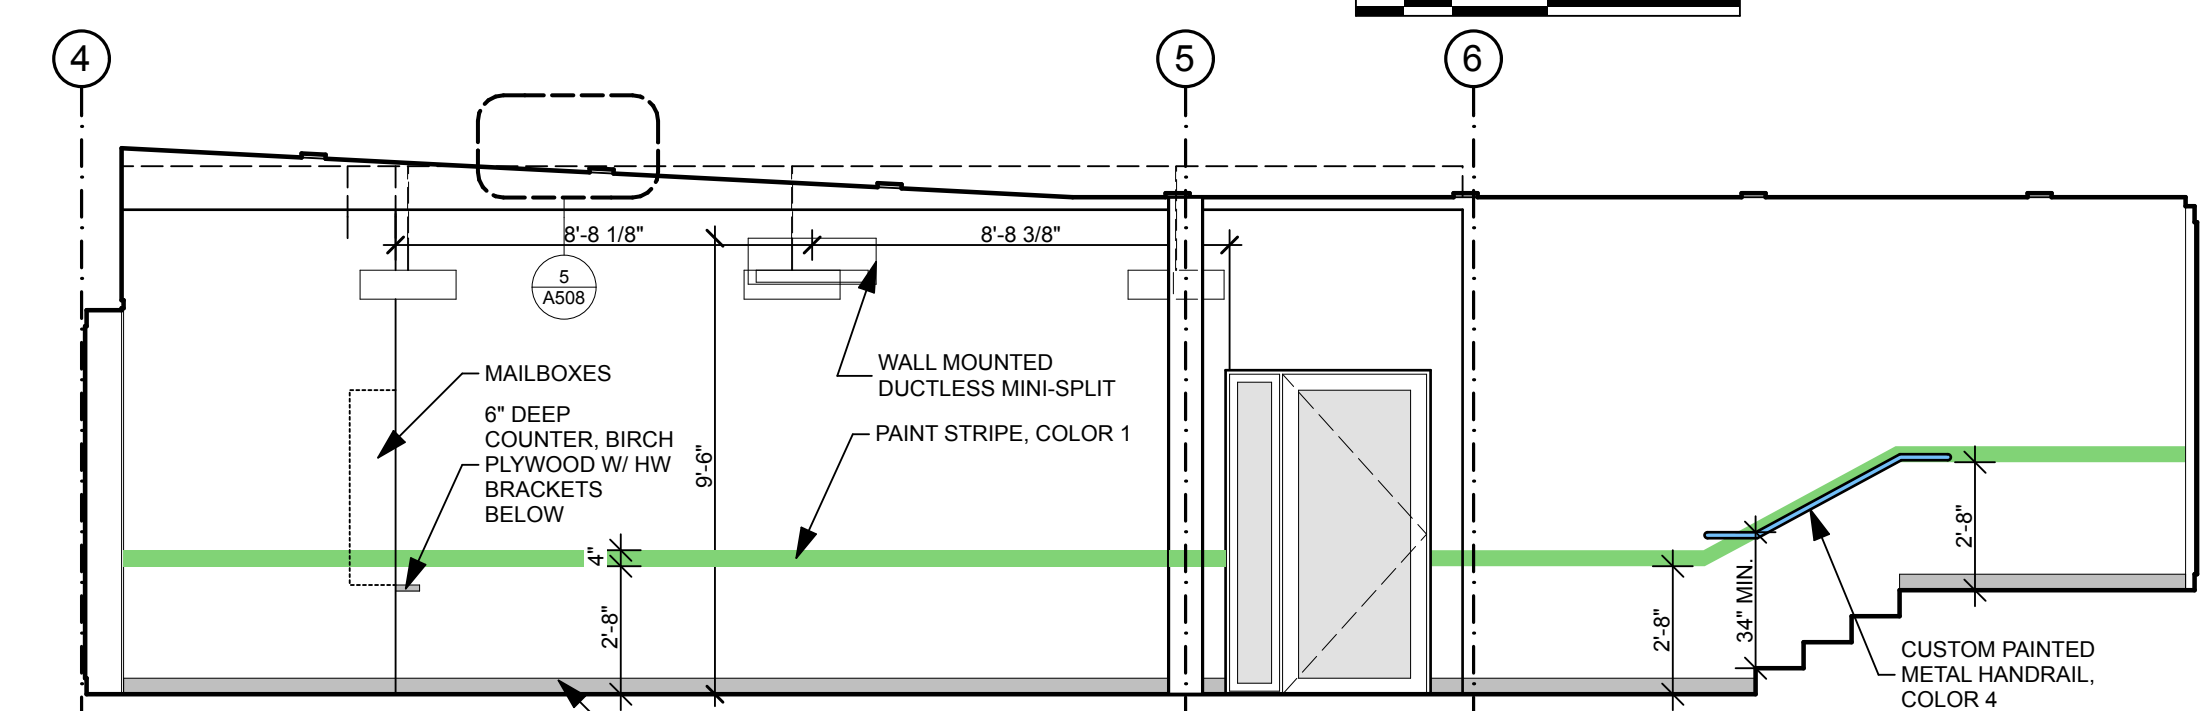 4
5
6
8'-8 1/8"
8'-8 3/8"
5
A508
MAILBOXES
6" DEEP
COUNTER, BIRCH
PLYWOOD W/ HW
BRACKETS
BELOW
WALL MOUNTED
DUCTLESS MINI-SPLIT
PAINT STRIPE, COLOR 1
9'-6"
4"
2'-8"
2'-8"
34" MIN.
2'-8"
CUSTOM PAINTED
METAL HANDRAIL,
COLOR 4